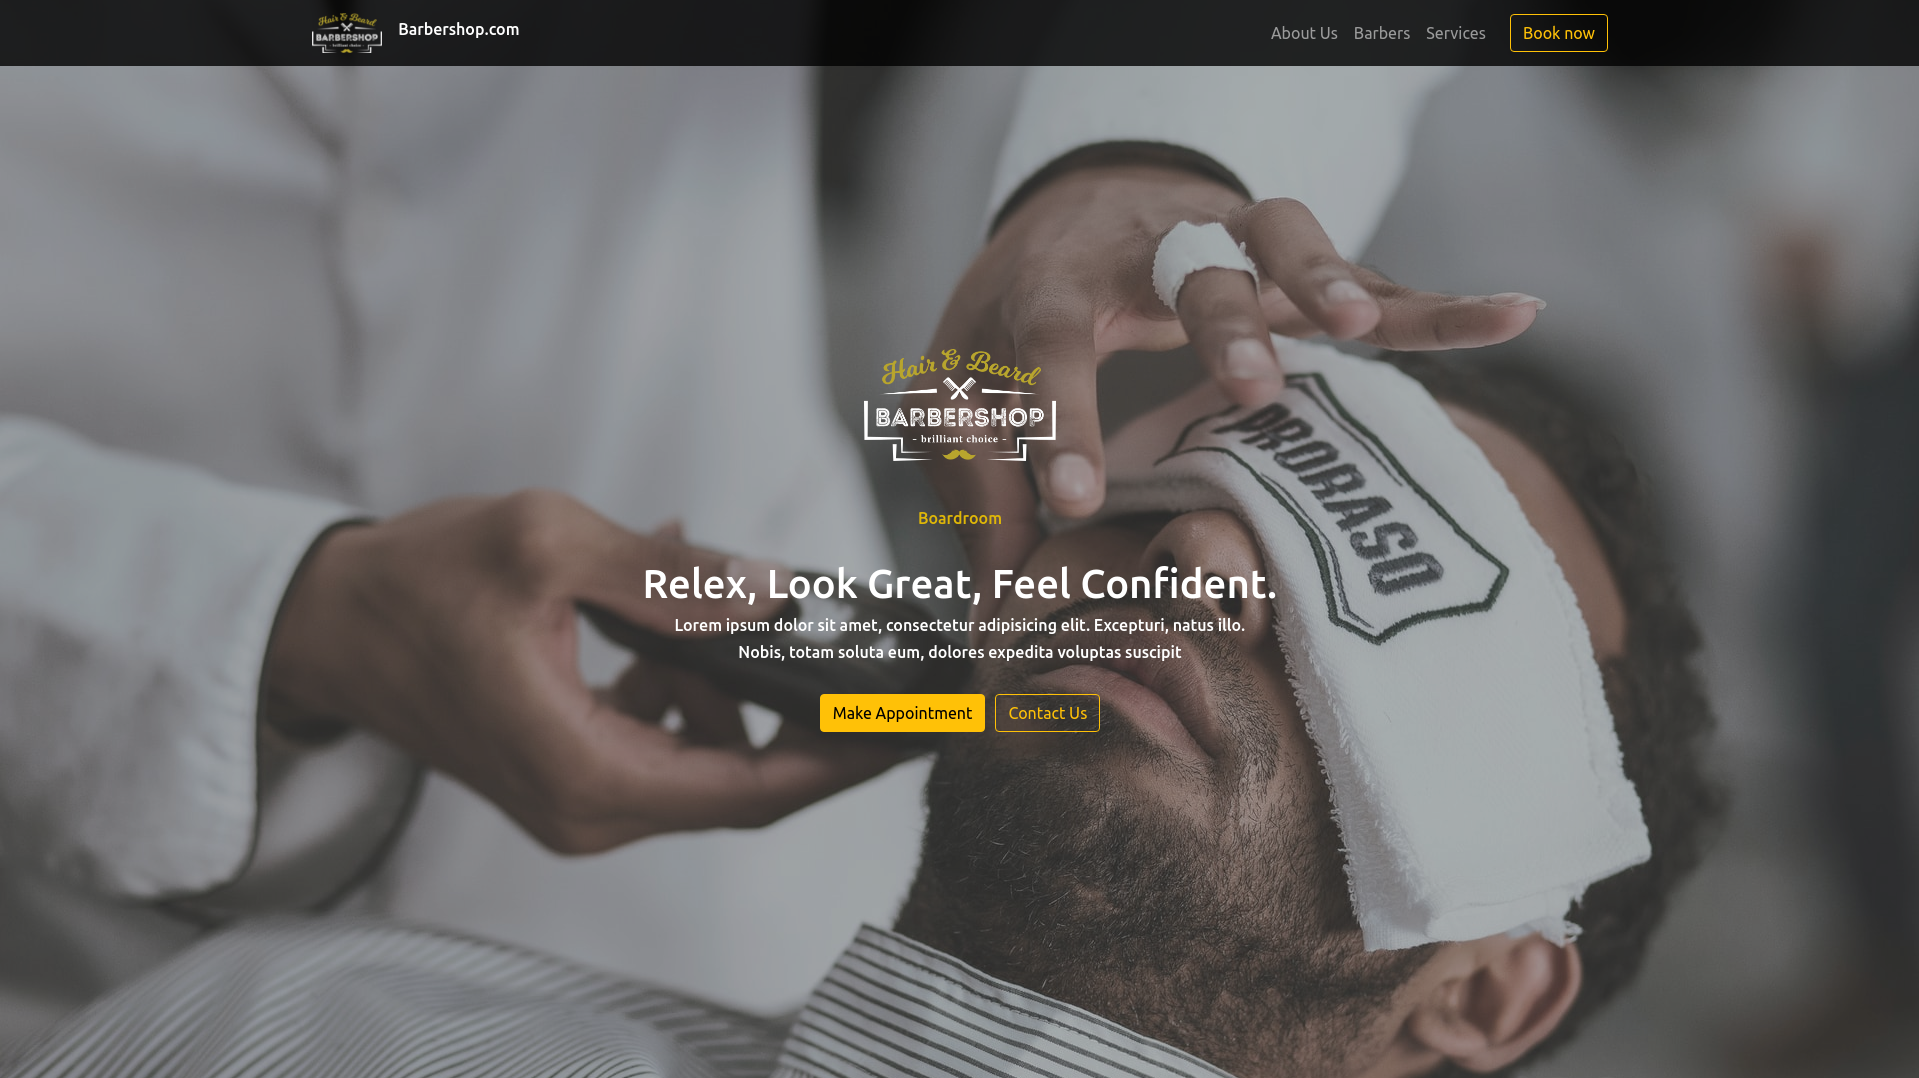 Hair & Beard
BARBERSHOP
- brilliant choice -
Barbershop.com
About Us
Barbers
Services
Book now
Hair & Beard
BARBERSHOP
- brilliant choice -
PRORASO
Boardroom
Relex, Look Great, Feel Confident.
Lorem ipsum dolor sit amet, consectetur adipisicing elit. Excepturi, natus illo.
Nobis, totam soluta eum, dolores expedita voluptas suscipit
Make Appointment
Contact Us